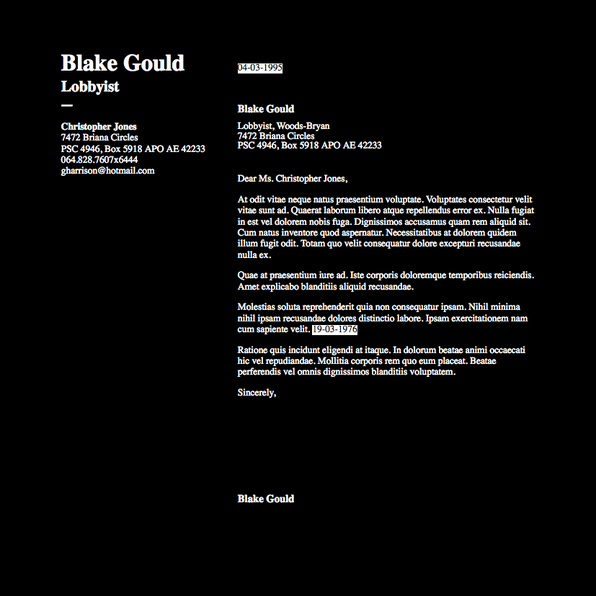 Blake Gould
Lobbyist
Christopher Jones
7472 Briana Circles
PSC 4946, Box 5918 APO AE 42233
064.828.7607x6444
gharrison@hotmail.com
04-03-1995
Blake Gould
Lobbyist, Woods-Bryan
7472 Briana Circles
PSC 4946, Box 5918 APO AE 42233
Dear Ms. Christopher Jones,
At odit vitae neque natus praesentium voluptate. Voluptates consectetur velit
vitae sunt ad. Quaerat laborum libero atque repellendus error ex. Nulla fugiat
in est vel dolorem nobis fuga. Dignissimos accusamus quam rem aliquid sit.
Cum natus inventore quod aspernatur. Necessitatibus at dolorem quidem
illum fugit odit. Totam quo velit consequatur dolore excepturi recusandae
nulla ex.
Quae at praesentium iure ad. Iste corporis doloremque temporibus reiciendis.
Amet explicabo blanditiis aliquid recusandae.
Molestias soluta reprehenderit quia non consequatur ipsam. Nihil minima
nihil ipsam recusandae dolores distinctio labore. Ipsam exercitationem nam
cum sapiente velit. 19-03-1976
Ratione quis incidunt eligendi at itaque. In dolorum beatae animi occaecati
hic vel repudiandae. Mollitia corporis rem quo eum placeat. Beatae
perferendis vel omnis dignissimos blanditiis voluptatem.
Sincerely,
Blake Gould